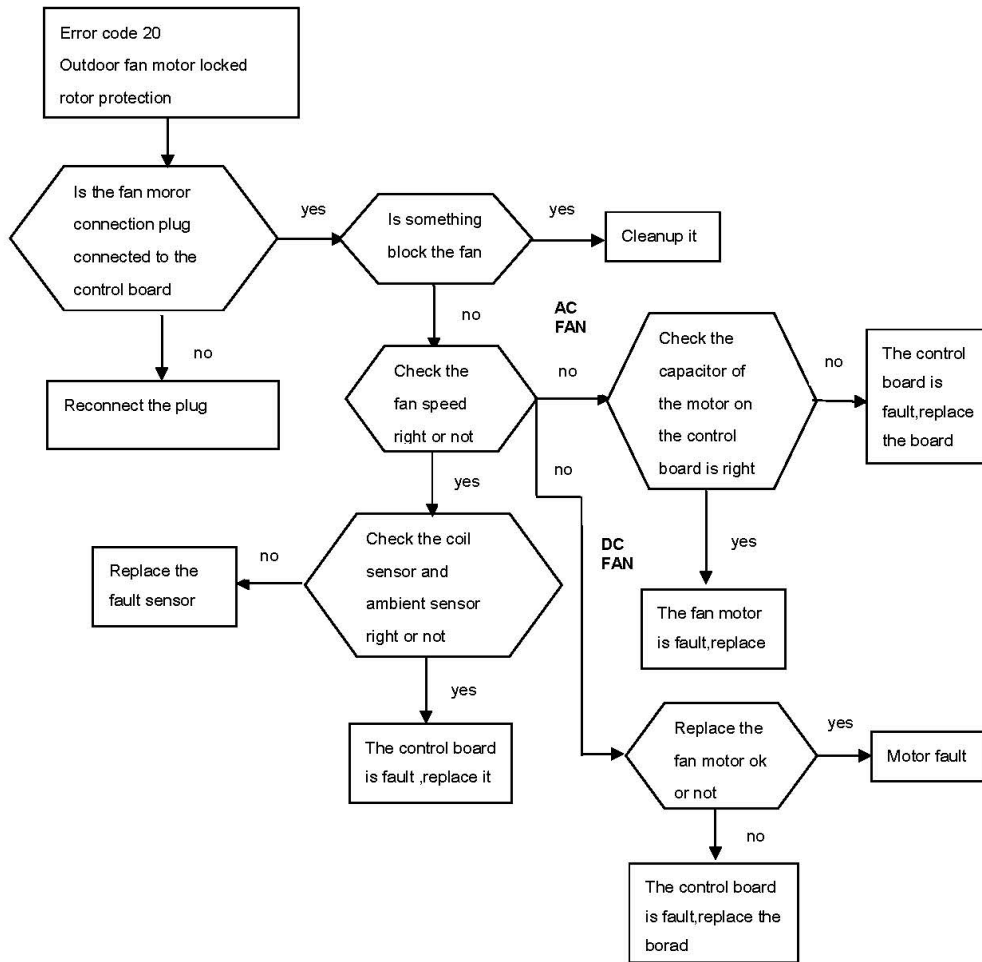 Error code 20
Outdoor fan motor locked
rotor protection
Is the fan moror
connection plug
connected to the
control board
yes
Is something
block the fan
yes
Cleanup it
no
Reconnect the plug
no
Check the
fan speed
right or not
AC
FAN
no
Check the
capacitor of
the motor on
the control
board is right
no
The control
board is
fault,replace
the board
yes
The fan motor
is fault,replace
yes
Check the coil
sensor and
ambient sensor
right or not
no
Replace the
fault sensor
yes
The control board
is fault ,replace it
no
DC
FAN
Replace the
fan motor ok
or not
yes
Motor fault
no
The control board
is fault,replace the
borad